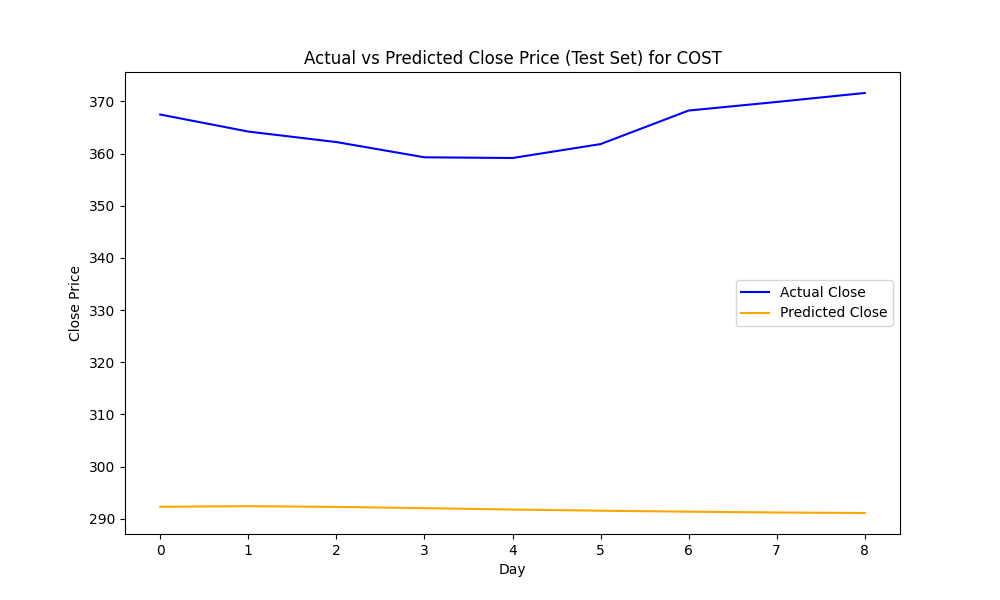 Actual vs Predicted Close Price (Test Set) for COST
370
360
350
340
330
320
310
300
290
Close Price
Actual Close
Predicted Close
0 1 2 3 4 5 6 7 8
Day